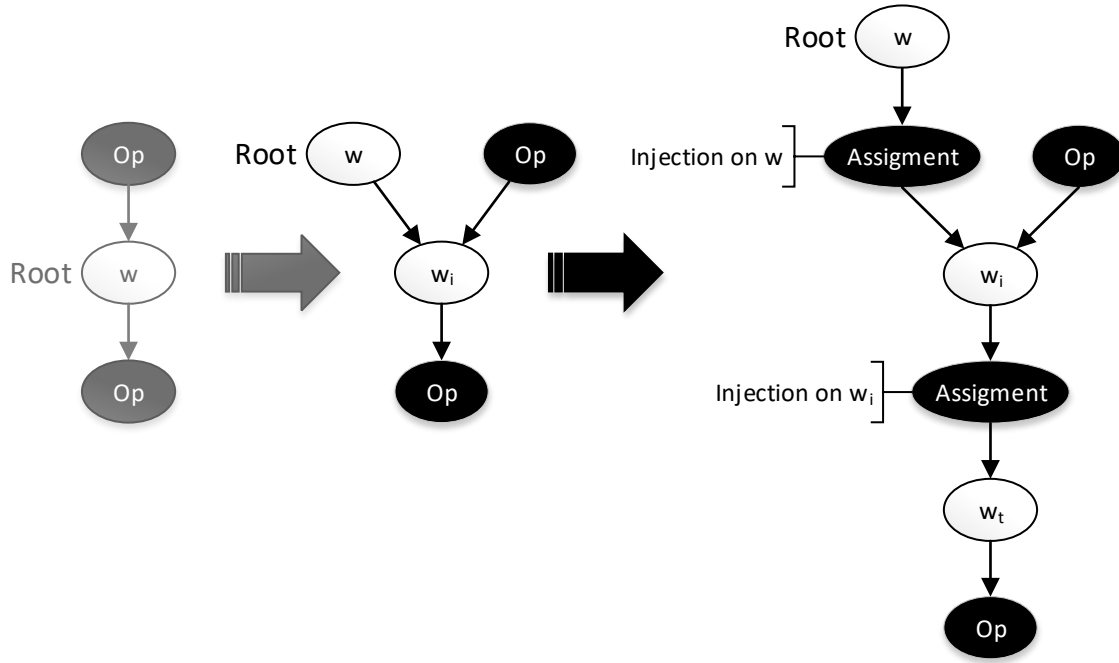 Op
Root w
Op
Root w
Op
wᵢ
Op
Root w
Injection on w
Assigment
Op
wᵢ
Injection on wᵢ
Assigment
wₜ
Op